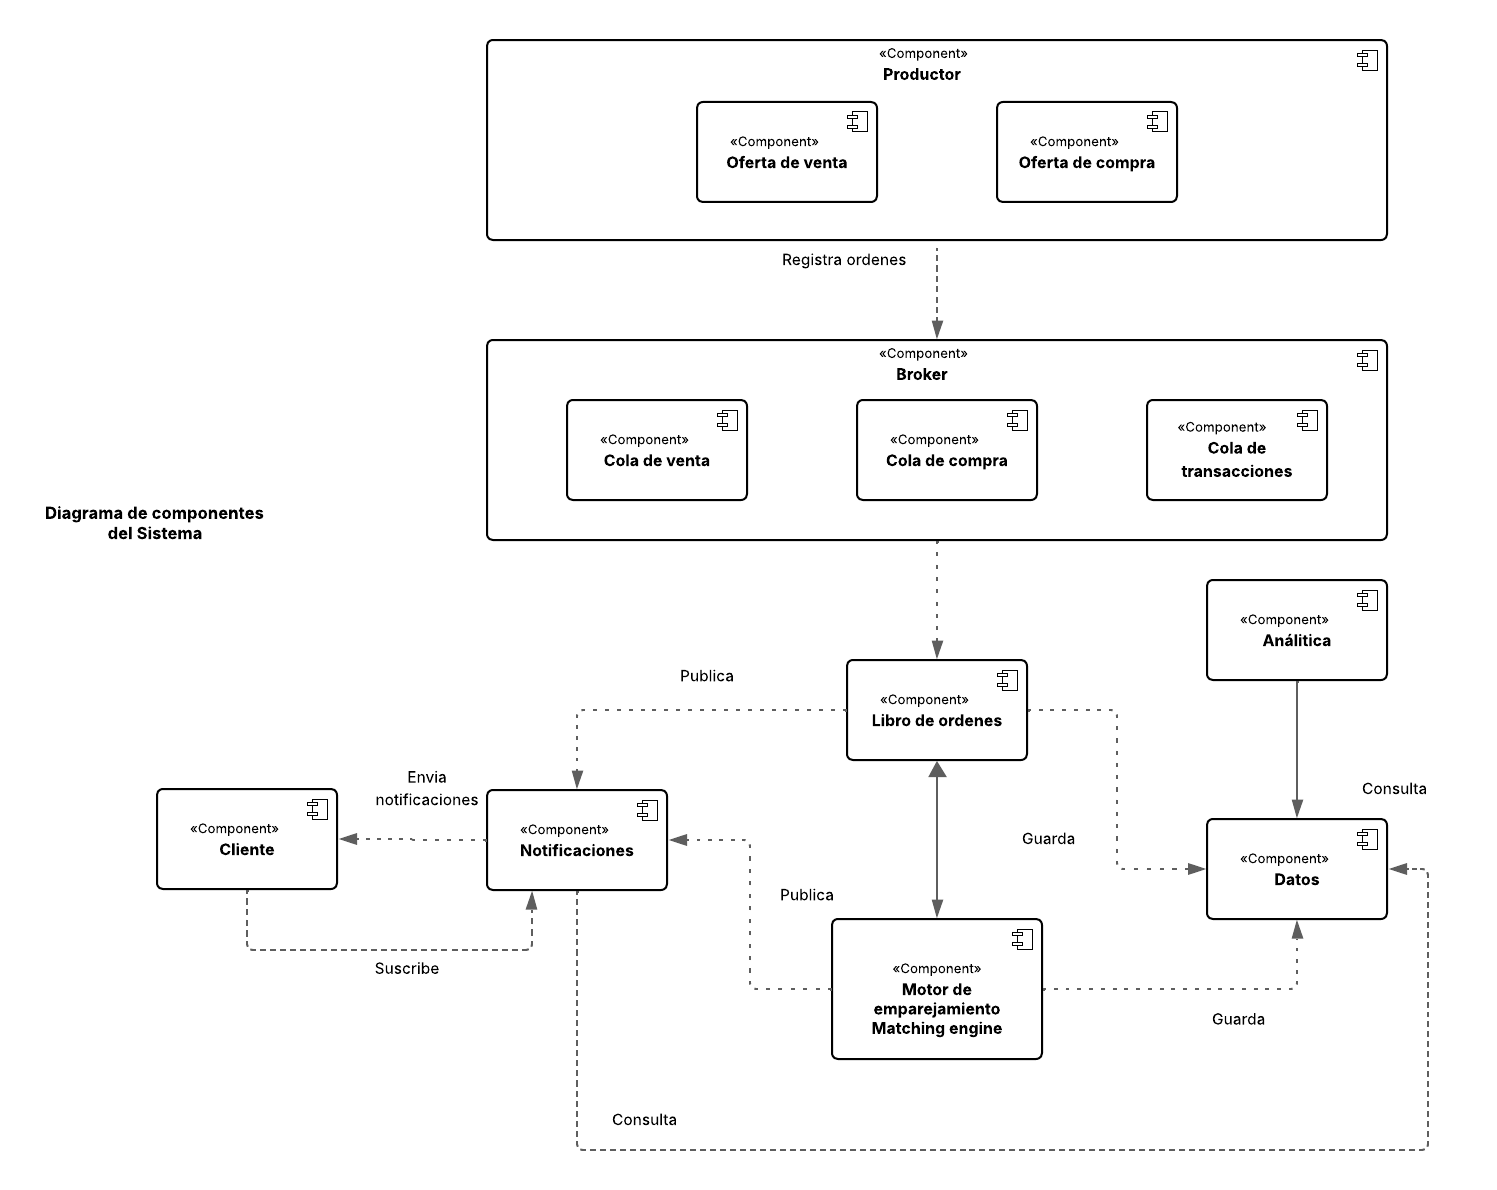 «Component»
Productor
«Component»
Oferta de venta
«Component»
Oferta de compra
Registra ordenes
«Component»
Broker
«Component»
Cola de venta
«Component»
Cola de compra
«Component»
Cola de
transacciones
Diagrama de componentes
del Sistema
«Component»
Análitica
Publica
«Component»
Libro de ordenes
Envia
notificaciones
Consulta
«Component»
Cliente
«Component»
Notificaciones
Guarda
«Component»
Datos
Publica
Suscribe
«Component»
Motor de
emparejamiento
Matching engine
Guarda
Consulta